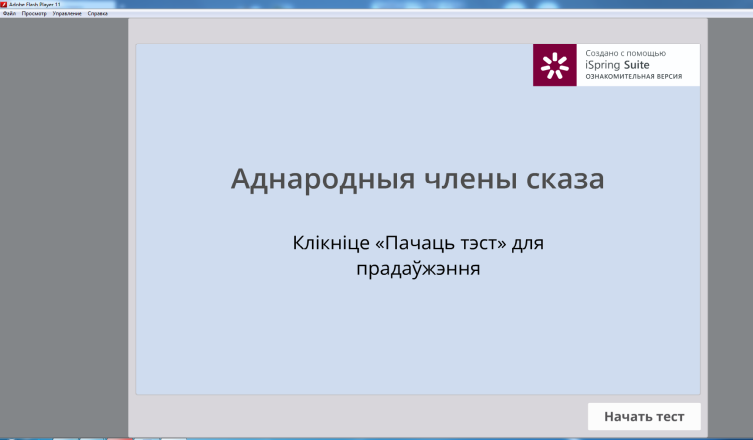 Adobe Flash Player 11
Файл Просмотр Управление Справка
Создано с помощью
iSpring Suite
ОЗНАКОМИТЕЛЬНАЯ ВЕРСИЯ
Аднародныя члены сказа
Клікніце «Пачаць тэст» для
прадаўжэння
Начать тест